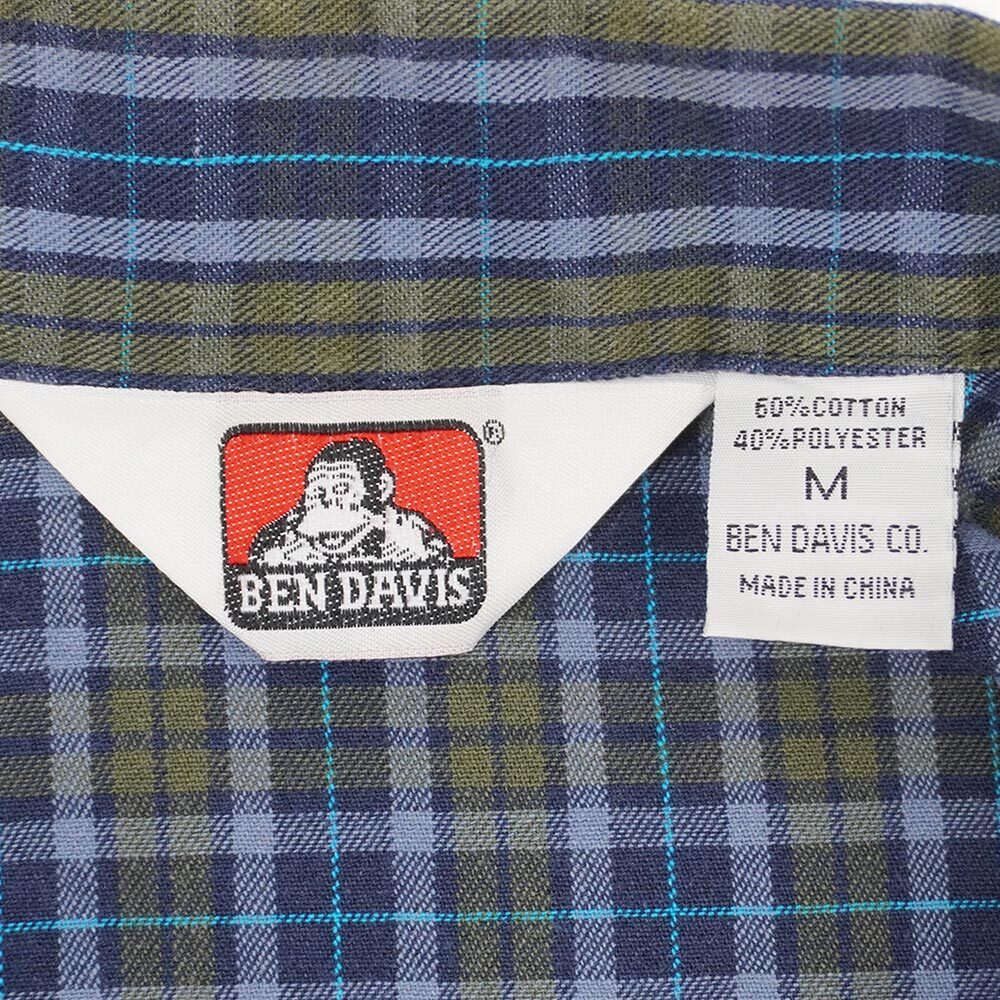 ®
BEN DAVIS
60%COTTON
40%POLYESTER
M
BEN DAVIS CO.
MADE IN CHINA